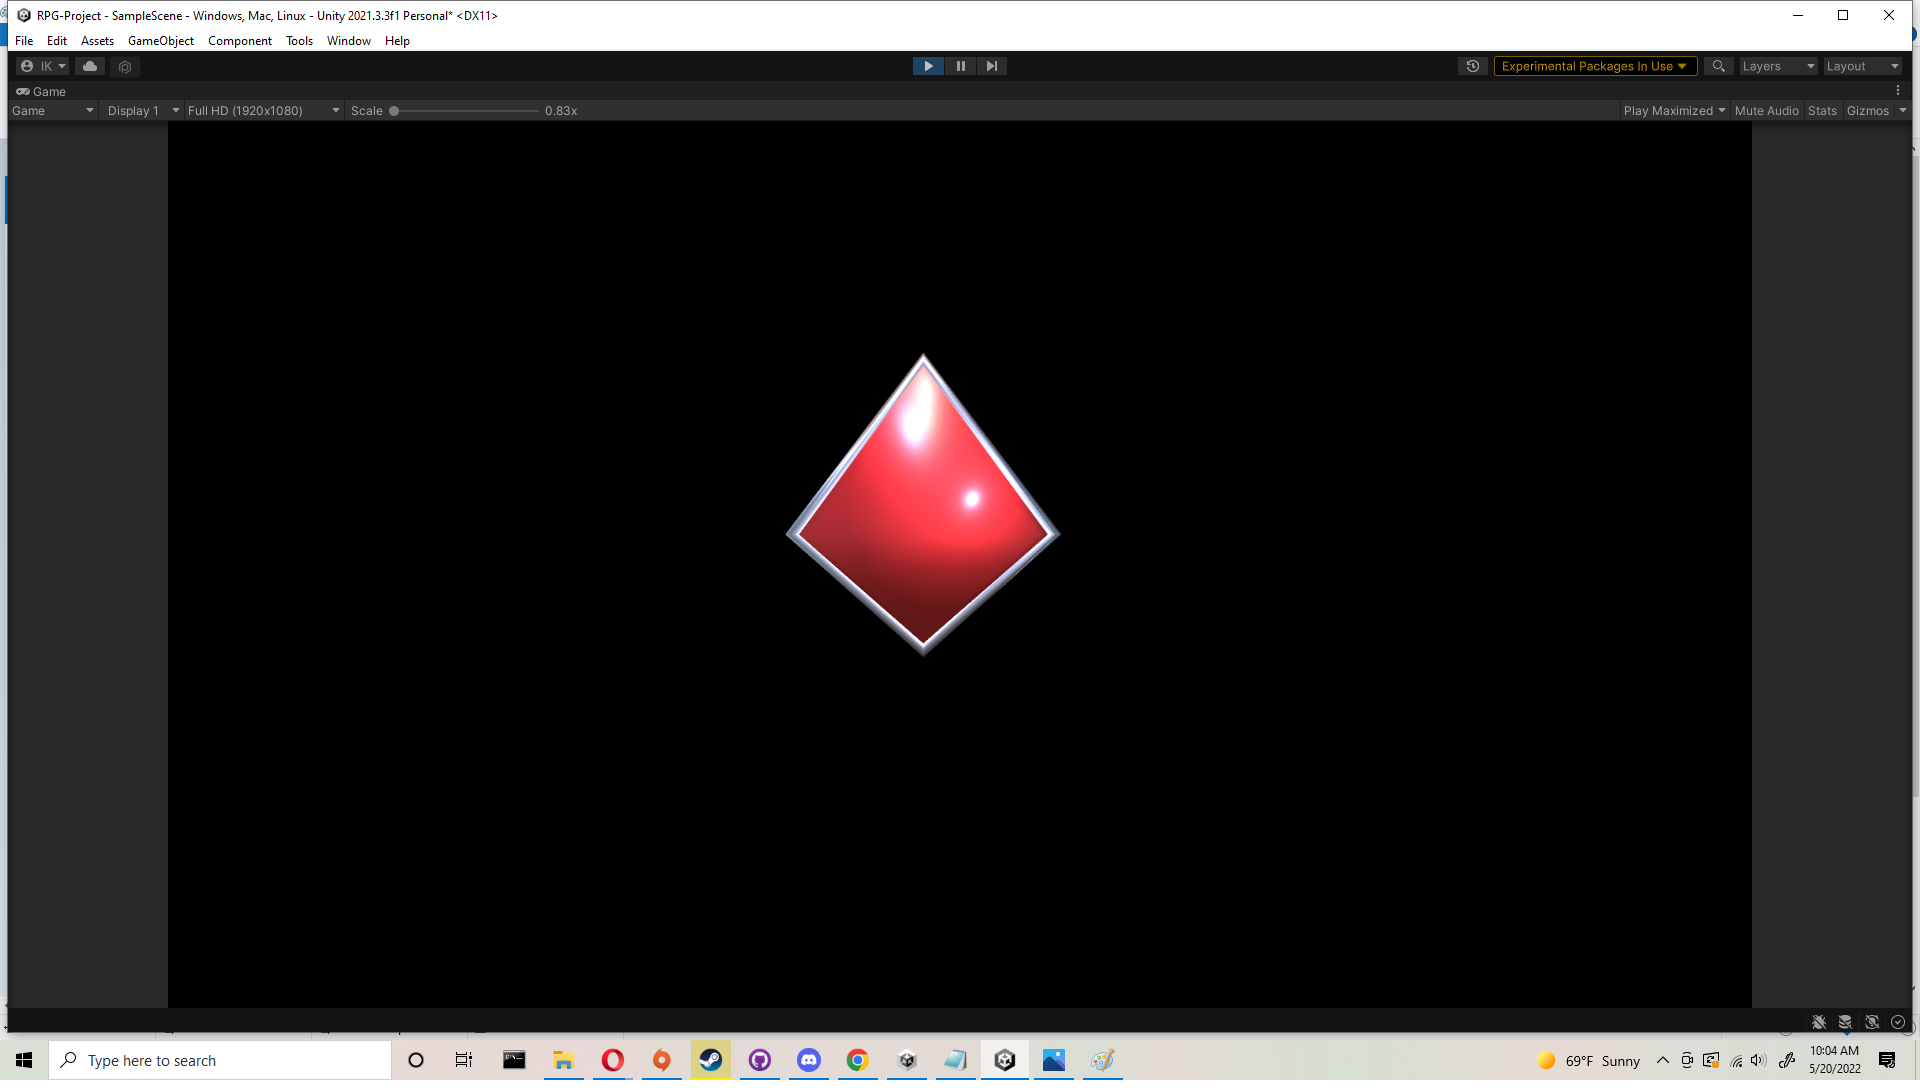 RPG-Project - SampleScene - Windows, Mac, Linux - Unity 2021.3.3f1 Personal* <DX11>
File Edit Assets GameObject Component Tools Window Help
IK Experimental Packages In Use Layers Layout
Game
Game Display 1 Full HD (1920x1080) Scale 0.83x Play Maximized Mute Audio Stats Gizmos
Type here to search 69°F Sunny 10:04 AM
5/20/2022